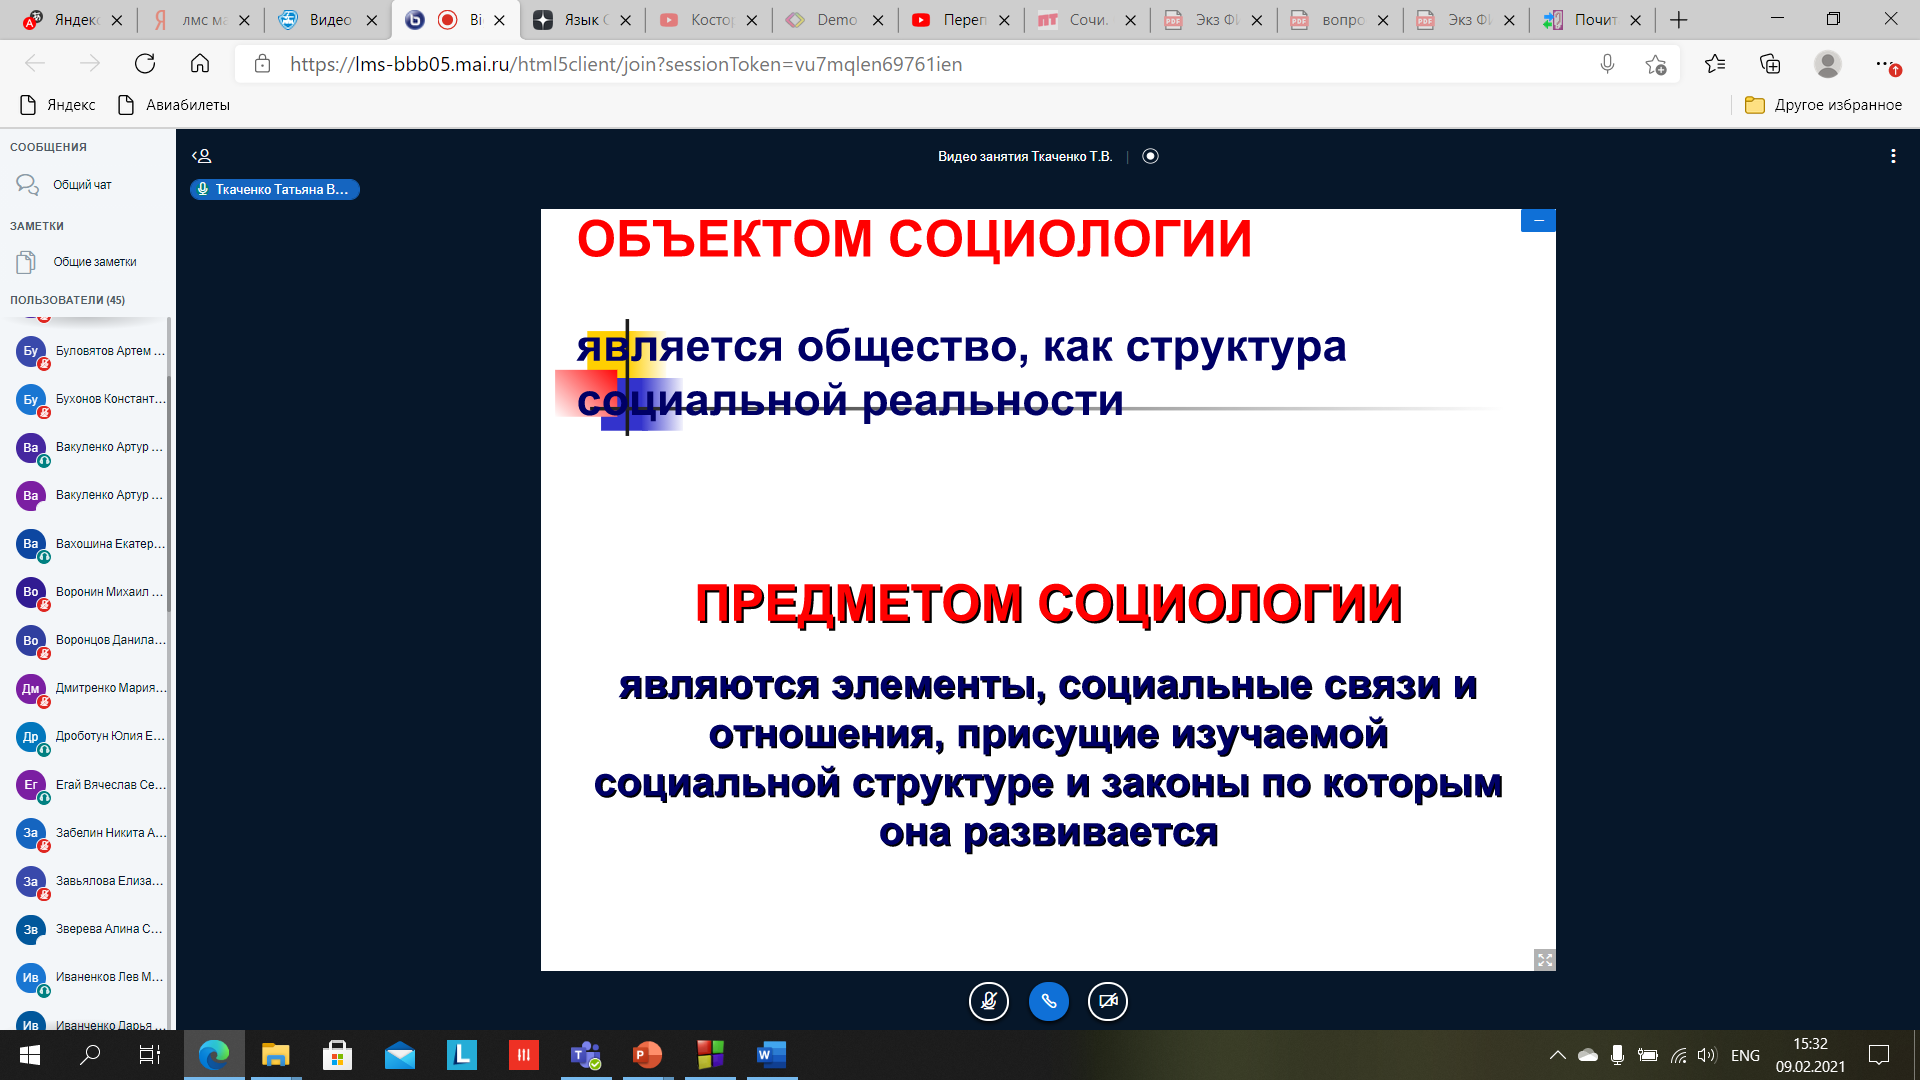 Яндекс
лмс ма
Видео
Bi
Язык
Костор
Demo
Переп
Сочи.
Экз
вопро
Экз
Почит
https://lms-bbb05.mai.ru/html5client/join?sessionToken=vu7mqlen69761ien
Яндекс
Авиабилеты
Другое избранное
СООБЩЕНИЯ
Общий чат
ЗАМЕТКИ
Общие заметки
ПОЛЬЗОВАТЕЛИ (45)
Бу Буловятов Артем ...
Бу Бухонов Констант...
Ва Вакуленко Артур ...
Ва Вакуленко Артур ...
Ва Вахошина Екатер...
Во Воронин Михаил ...
Во Воронцов Данила...
Дм Дмитренко Мария...
Др Дроботун Юлия Е...
Ег Егай Вячеслав Се...
За Забелин Никита А...
За Завьялова Елиза...
Зв Зверева Алина С...
Ив Иваненков Лев М...
Ив Иванченко Дарья ...
Видео занятия Ткаченко Т.В.
Ткаченко Татьяна В...
ОБЪЕКТОМ СОЦИОЛОГИИ
является общество, как структура
социальной реальности
ПРЕДМЕТОМ СОЦИОЛОГИИ
являются элементы, социальные связи и
отношения, присущие изучаемой
социальной структуре и законы по которым
она развивается
ENG
15:32
09.02.2021